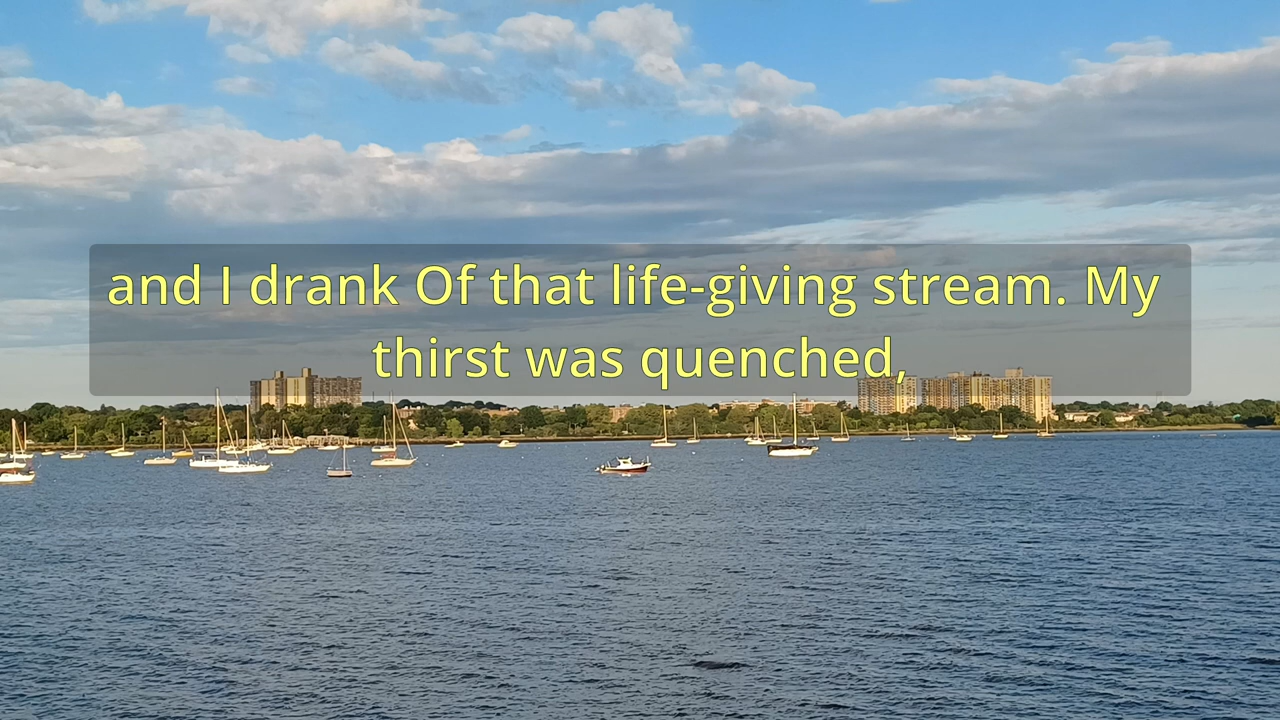 and I drank Of that life-giving stream. My
thirst was quenched,